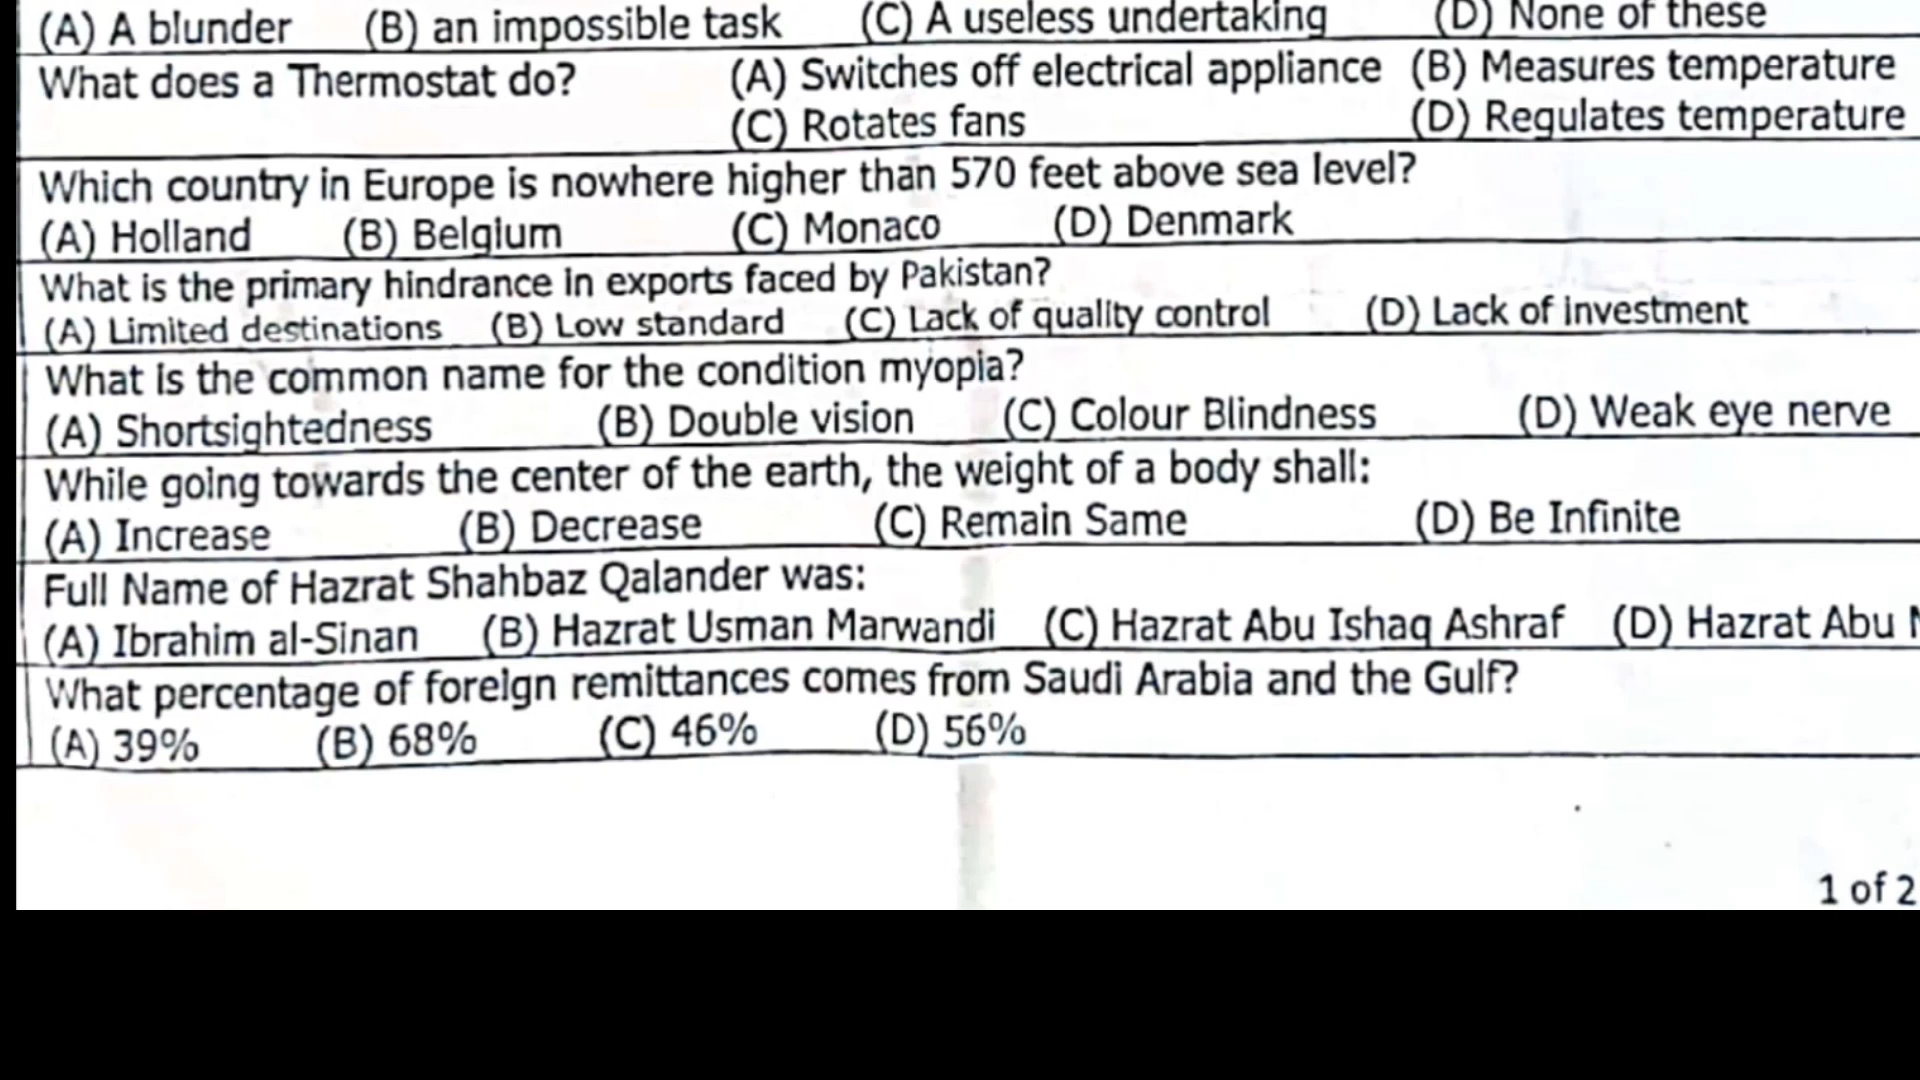 (A) A blunder (B) an impossible task (C) A useless undertaking (D) None of these
What does a Thermostat do? (A) Switches off electrical appliance (B) Measures temperature
(C) Rotates fans (D) Regulates temperature
Which country in Europe is nowhere higher than 570 feet above sea level?
(A) Holland (B) Belgium (C) Monaco (D) Denmark
What is the primary hindrance in exports faced by Pakistan?
(A) Limited destinations (B) Low standard (C) Lack of quality control (D) Lack of investment
What is the common name for the condition myopia?
(A) Shortsightedness (B) Double vision (C) Colour Blindness (D) Weak eye nerve
While going towards the center of the earth, the weight of a body shall:
(A) Increase (B) Decrease (C) Remain Same (D) Be Infinite
Full Name of Hazrat Shahbaz Qalander was:
(A) Ibrahim al-Sinan (B) Hazrat Usman Marwandi (C) Hazrat Abu Ishaq Ashraf (D) Hazrat Abu
What percentage of foreign remittances comes from Saudi Arabia and the Gulf?
(A) 39% (B) 68% (C) 46% (D) 56%
1 of 2